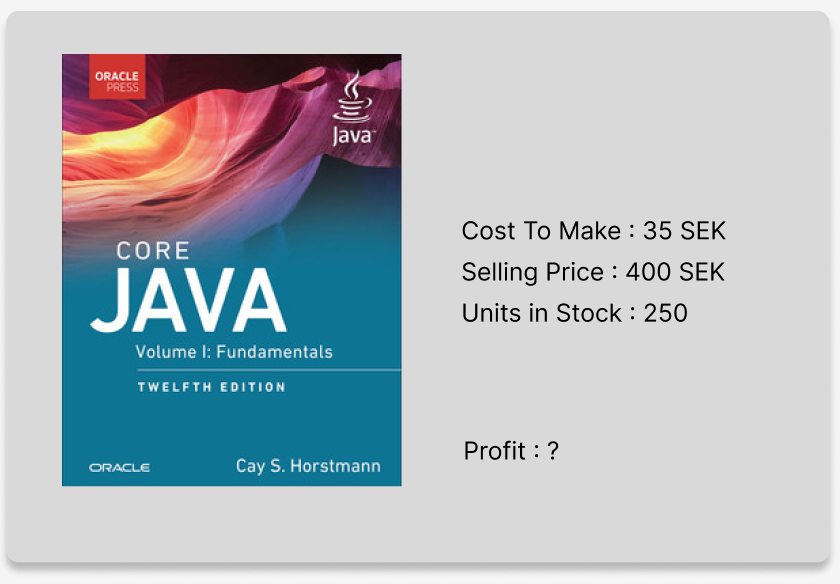 ORACLE
PRESS
Java™
CORE
JAVA
Volume I: Fundamentals
TWELFTH EDITION
ORACLE
Cay S. Horstmann
Cost To Make : 35 SEK
Selling Price : 400 SEK
Units in Stock : 250
Profit : ?